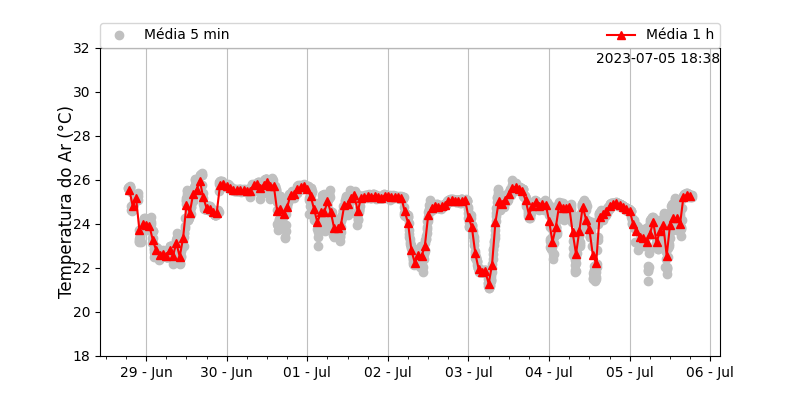 Média 5 min
Média 1 h
2023-07-05 18:38
Temperatura do Ar (°C)
32
30
28
26
24
22
20
18
29 - Jun
30 - Jun
01 - Jul
02 - Jul
03 - Jul
04 - Jul
05 - Jul
06 - Jul